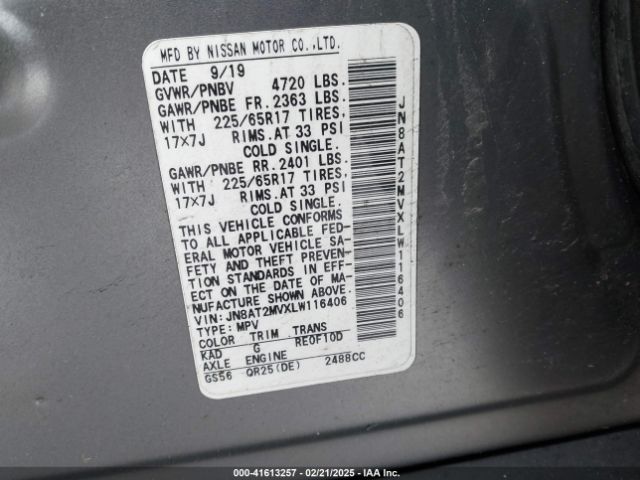 MFD BY NISSAN MOTOR CO.,LTD.
DATE 9/19
GVWR/PNBV 4720 LBS.
GAWR/PNBE FR. 2363 LBS.
WITH 225/65R17 TIRES,
17×7J RIMS.AT 33 PSI
COLD SINGLE.
GAWR/PNBE RR. 2401 LBS.
WITH 225/65R17 TIRES,
17×7J RIMS.AT 33 PSI
COLD SINGLE.
THIS VEHICLE CONFORMS
TO ALL APPLICABLE FED-
ERAL MOTOR VEHICLE SA-
FETY AND THEFT PREVEN-
TION STANDARDS IN EFF-
ECT ON THE DATE OF MA-
NUFACTURE SHOWN ABOVE.
VIN: JN8AT2MVXLW116406
TYPE: MPV
COLOR TRIM TRANS
KAD G RE0F10D
AXLE ENGINE
GS56 QR25(DE) 2488CC
JN8AT2MVXLW116406
000-41613257 - 02/21/2025 - IAA Inc.